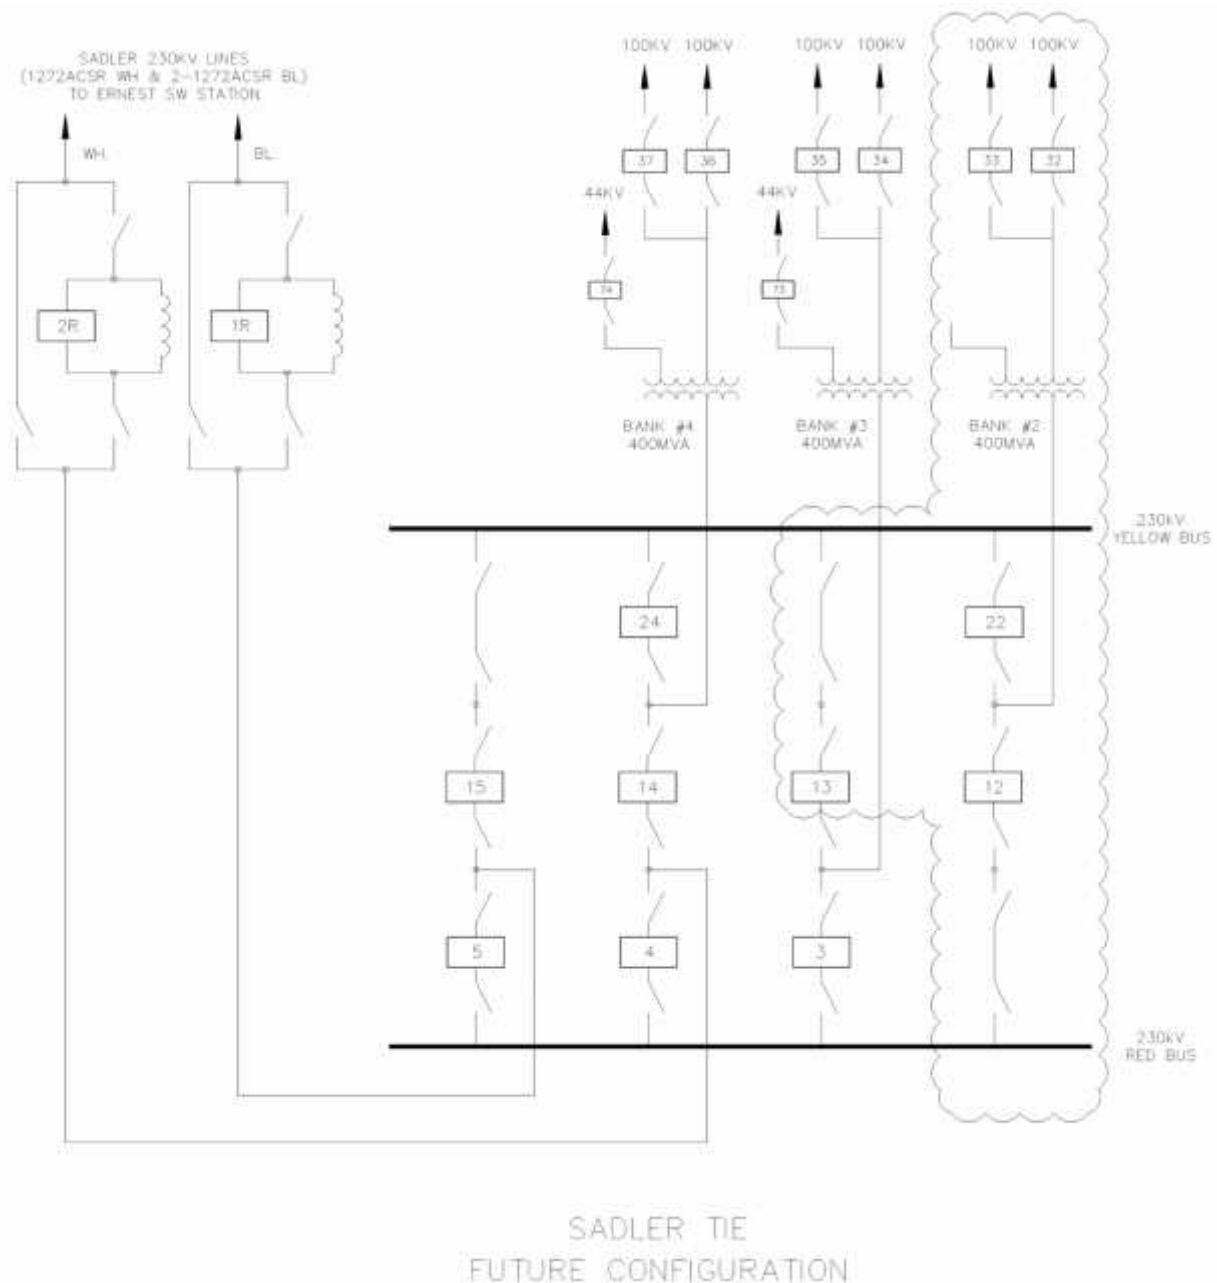 SADLER 230KV LINES
(1272ACSR WH & 2-1272ACSR BL)
TO ERNEST SW STATION
WH.
BL
100KV 100KV
100KV 100KV
100KV 100KV
37
36
35
34
33
32
44KV
44KV
74
73
2R
1R
BANK #4
400MVA
BANK #3
400MVA
BANK #2
400MVA
230kV
YELLOW BUS
24
22
15
14
13
12
5
4
3
230kV
RED BUS
SADLER TIE
FUTURE CONFIGURATION